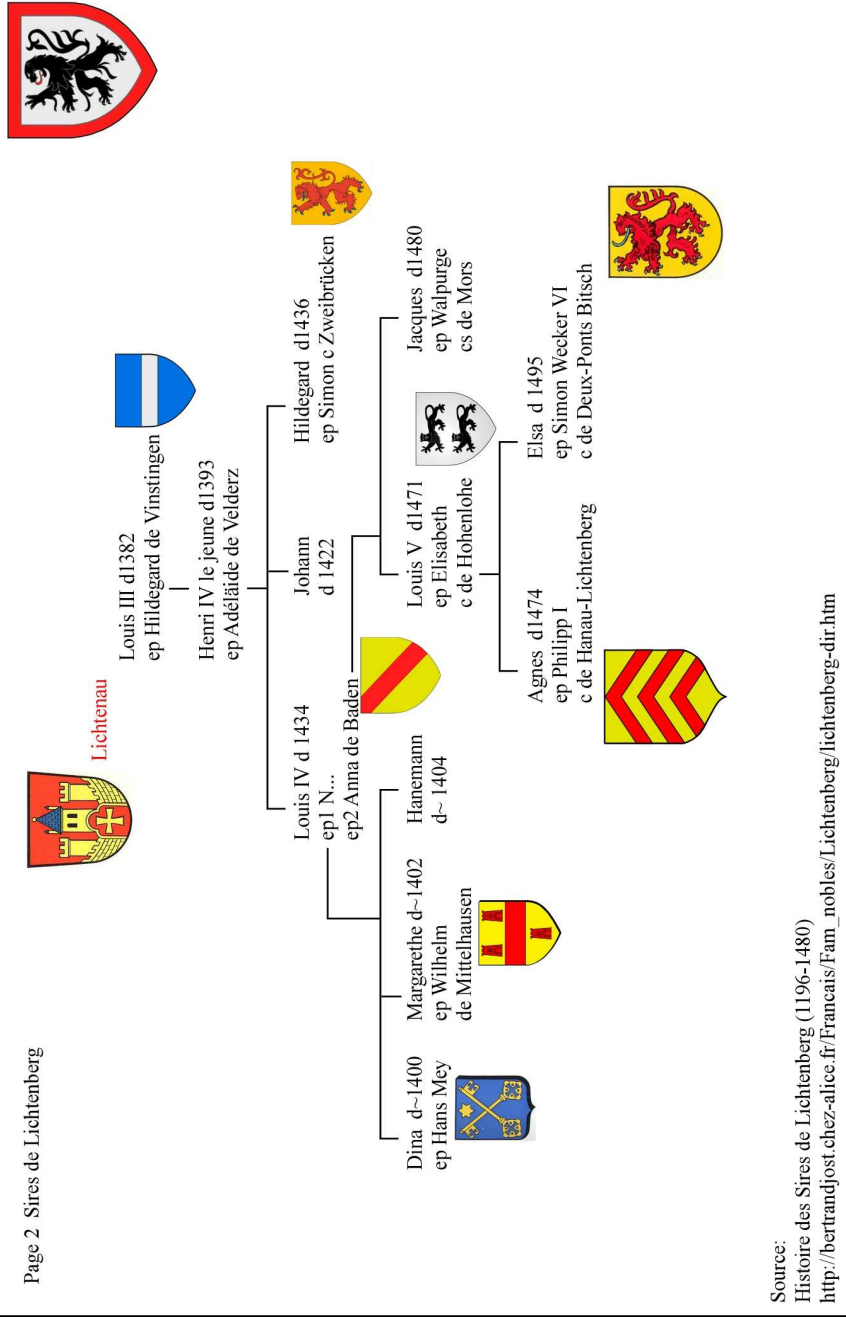 Page 2 Sires de Lichtenberg
Lichtenau
Louis III d1382
ep Hildegard de Vinstingen
Henri IV le jeune d1393
ep Adélaïde de Velderz
Louis IV d 1434
ep1 N...
ep2 Anna de Baden
Johann
d 1422
Hildegard d1436
ep Simon c Zweibrücken
Dina d~1400
ep Hans Mey
Margarethe d~1402
ep Wilhelm
de Mittelhausen
Hanemann
d~ 1404
Louis V d1471
ep Elisabeth
c de Hohenlohe
Jacques d1480
ep Walpurge
cs de Mors
Agnes d1474
ep Philipp I
c de Hanau-Lichtenberg
Elsa d 1495
ep Simon Wecker VI
c de Deux-Ponts Bitsch
Source:
Histoire des Sires de Lichtenberg (1196-1480)
http://bertrandjost.chez-alice.fr/Francais/Fam_nobles/Lichtenberg/lichtenberg-dir.htm